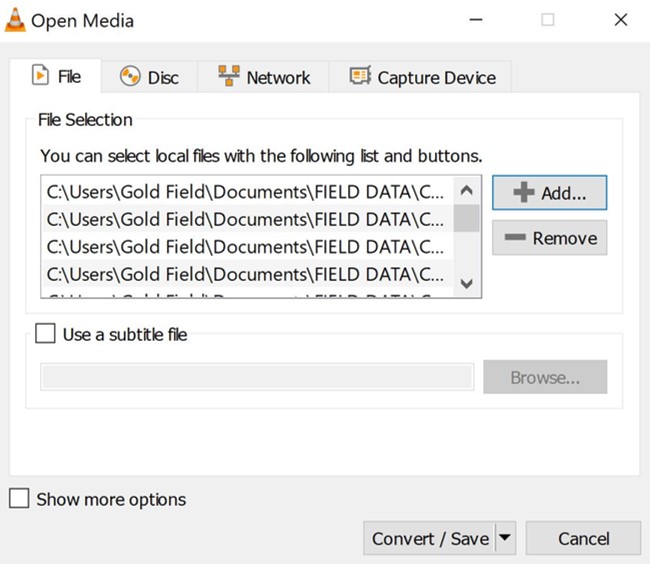 Open Media
File
Disc
Network
Capture Device
File Selection
You can select local files with the following list and buttons.
C:\Users\Gold Field\Documents\FIELD DATA\C...
Add...
C:\Users\Gold Field\Documents\FIELD DATA\C...
Remove
C:\Users\Gold Field\Documents\FIELD DATA\C...
C:\Users\Gold Field\Documents\FIELD DATA\C...
Use a subtitle file
Browse...
Show more options
Convert / Save
Cancel